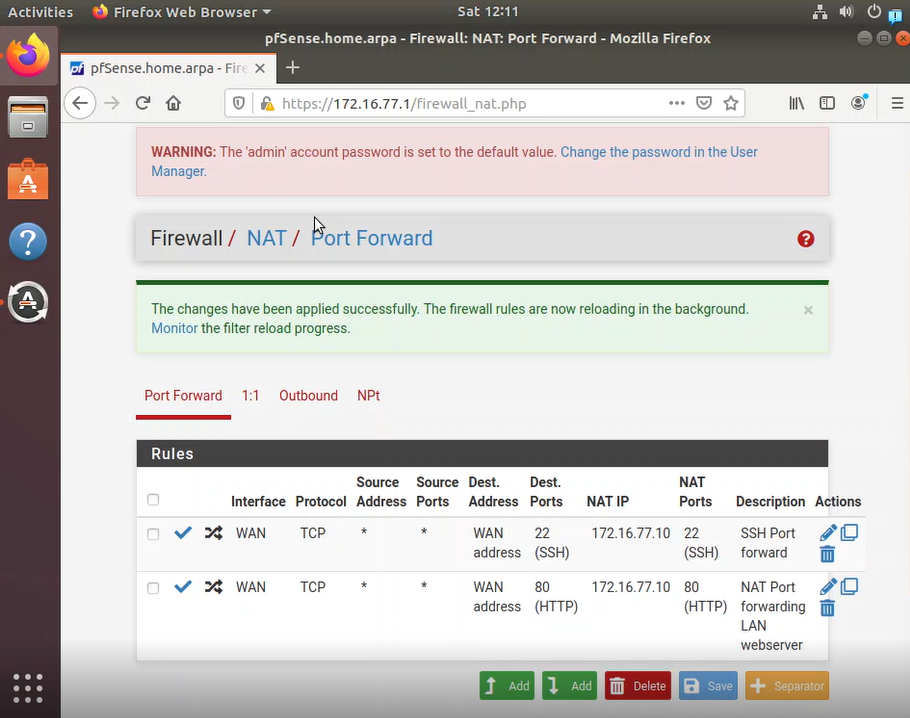 Activities Firefox Web Browser Sat 12:11
pfSense.home.arpa - Firewall: NAT: Port Forward - Mozilla Firefox
pf pfSense.home.arpa - Fire
https://172.16.77.1/firewall_nat.php
WARNING: The 'admin' account password is set to the default value. Change the password in the User
Manager.
Firewall / NAT / Port Forward
The changes have been applied successfully. The firewall rules are now reloading in the background.
Monitor the filter reload progress.
Port Forward 1:1 Outbound NPt
Rules
Source Source Dest. Dest. NAT
Interface Protocol Address Ports Address Ports NAT IP Ports Description Actions
WAN TCP * * WAN 22 172.16.77.10 22 SSH Port
address (SSH) (SSH) forward
WAN TCP * * WAN 80 172.16.77.10 80 NAT Port
address (HTTP) (HTTP) forwarding
LAN
webserver
Add Add Delete Save Separator